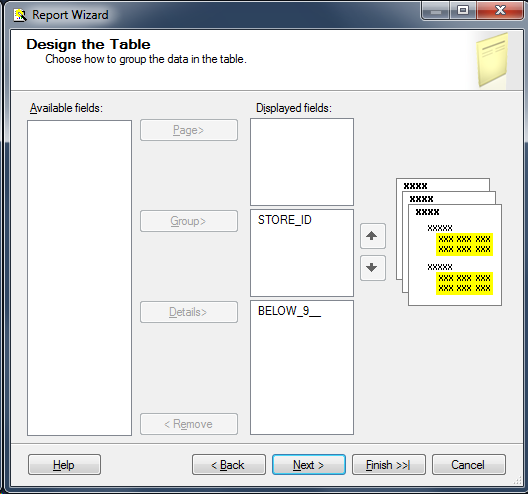 Report Wizard
Design the Table
Choose how to group the data in the table.
Available fields:
Displayed fields:
Page>
Group>
STORE_ID
Details>
BELOW_9__
< Remove
xxxx
xxxx
xxxx
xxxxx
xxx xxx xxx
xxx xxx xxx
xxxxx
xxx xxx xxx
xxx xxx xxx
Help
< Back
Next >
Finish >>|
Cancel